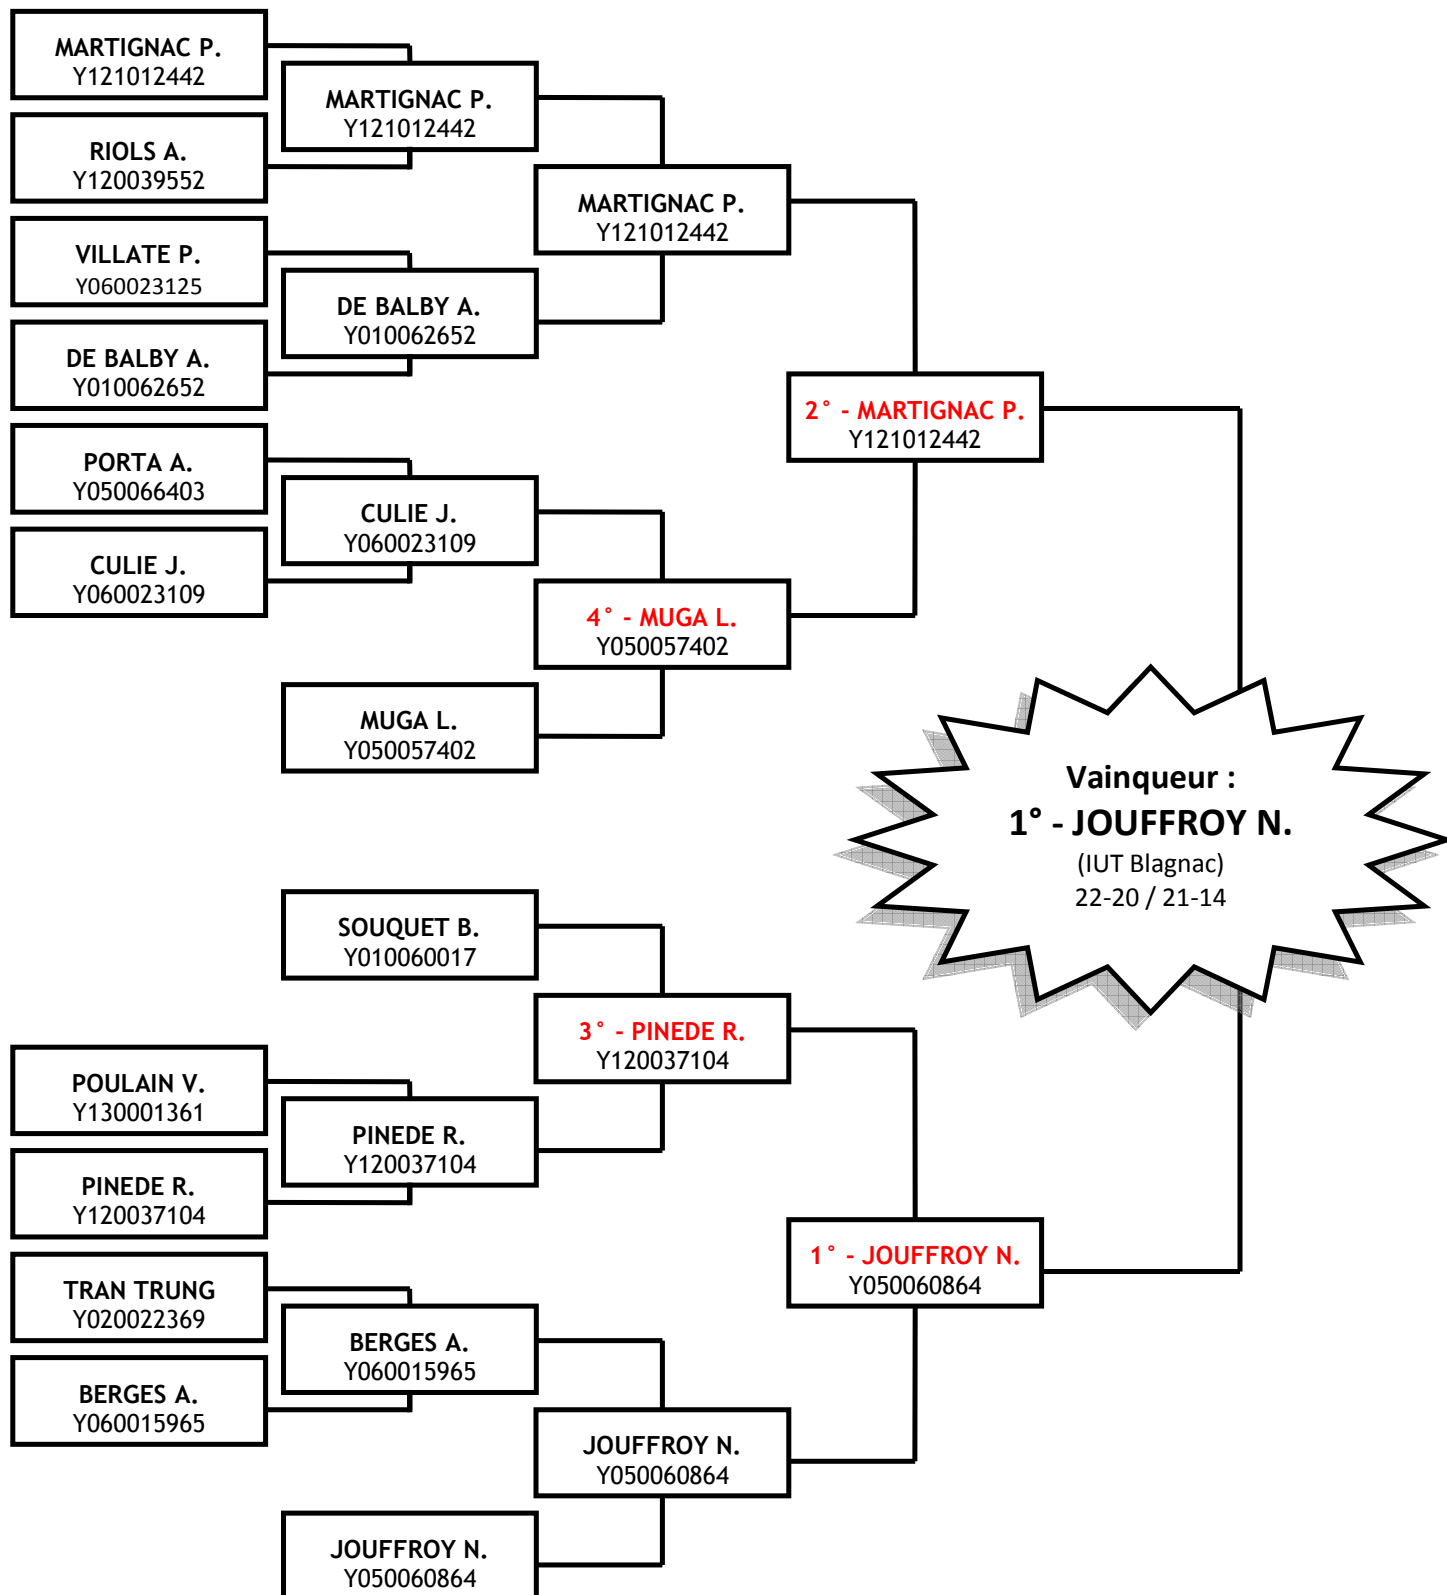 MARTIGNAC P.
Y121012442
RIOLS A.
Y120039552
VILLATE P.
Y060023125
DE BALBY A.
Y010062652
PORTA A.
Y050066403
CULIE J.
Y060023109
MARTIGNAC P.
Y121012442
DE BALBY A.
Y010062652
CULIE J.
Y060023109
MUGA L.
Y050057402
MARTIGNAC P.
Y121012442
4° - MUGA L.
Y050057402
2° - MARTIGNAC P.
Y121012442
Vainqueur :
1° - JOUFFROY N.
(IUT Blagnac)
22-20 / 21-14
POULAIN V.
Y130001361
PINEDE R.
Y120037104
TRAN TRUNG
Y020022369
BERGES A.
Y060015965
SOUQUET B.
Y010060017
PINEDE R.
Y120037104
BERGES A.
Y060015965
JOUFFROY N.
Y050060864
3° - PINEDE R.
Y120037104
JOUFFROY N.
Y050060864
1° - JOUFFROY N.
Y050060864